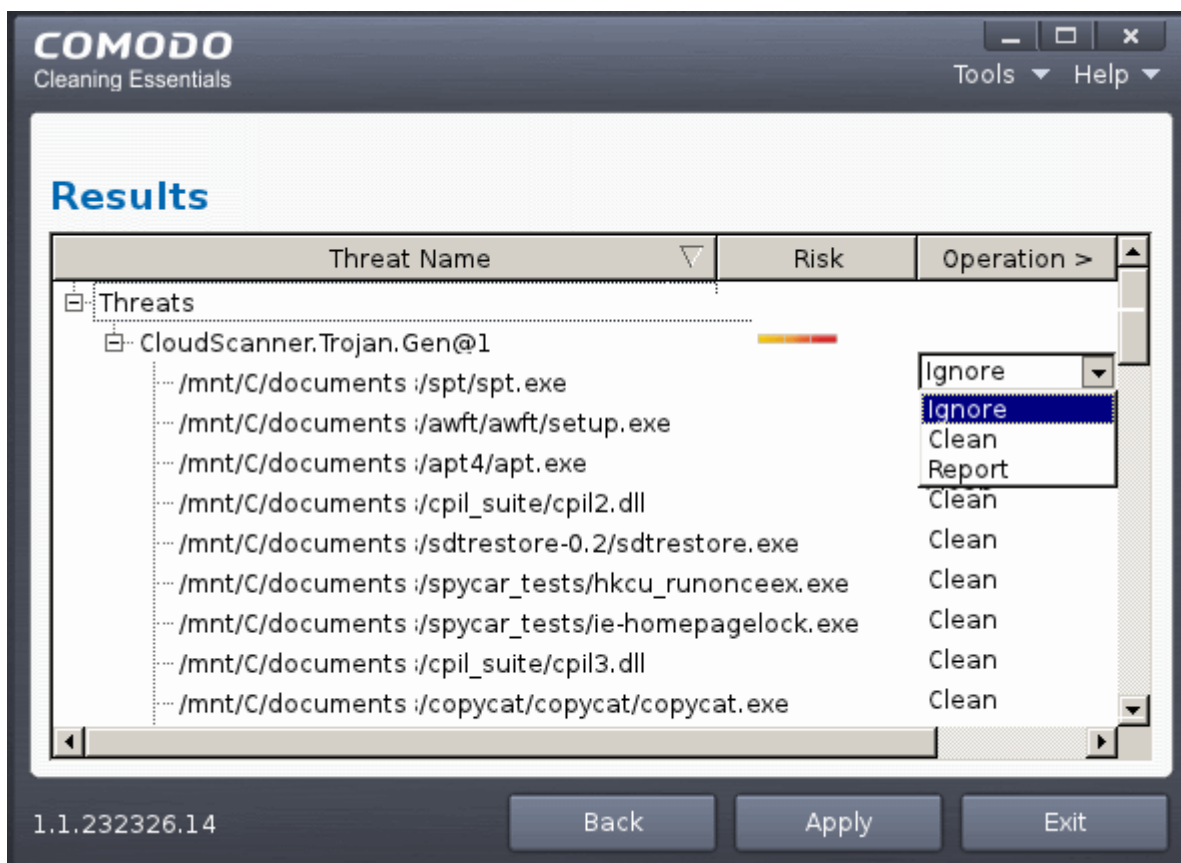 COMODO
Cleaning Essentials
Tools Help
Results
Threat Name Risk Operation >
Threats
CloudScanner.Trojan.Gen@1
/mnt/C/documents :/spt/spt.exe Ignore
/mnt/C/documents :/awft/awft/setup.exe Ignore
Clean
/mnt/C/documents :/apt4/apt.exe Report
/mnt/C/documents :/cpil_suite/cpil2.dll Clean
/mnt/C/documents :/sdtrestore-0.2/sdtrestore.exe Clean
/mnt/C/documents :/spycar_tests/hkcu_runonceex.exe Clean
/mnt/C/documents :/spycar_tests/ie-homepagelock.exe Clean
/mnt/C/documents :/cpil_suite/cpil3.dll Clean
/mnt/C/documents :/copycat/copycat/copycat.exe Clean
1.1.232326.14 Back Apply Exit